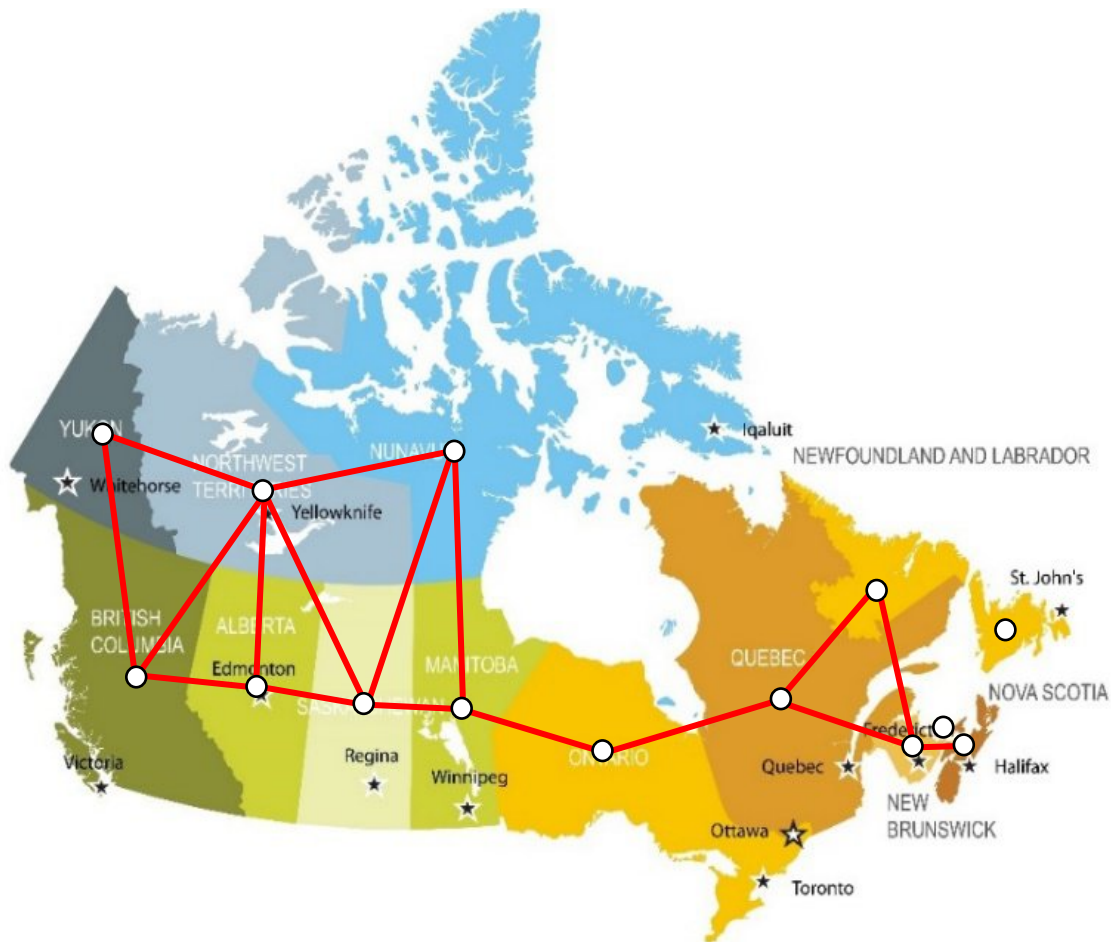 Iqaluit
NEWFOUNDLAND AND LABRADOR
YUKON
NUNAVUT
NORTHWEST
TERRITORIES
Whitehorse
Yellowknife
St. John's
BRITISH
COLUMBIA
ALBERTA
MANITOBA
QUEBEC
Edmonton
NOVA SCOTIA
Victoria
Regina
Winnipeg
ONTARIO
Quebec
Halifax
NEW
BRUNSWICK
Ottawa
Toronto